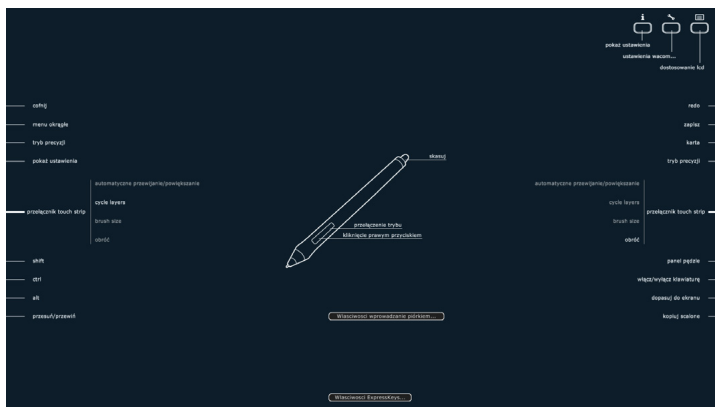 i
pokaż ustawienia
ustawienia wacom...
dostosowanie lcd
cofnij
menu okrągłe
tryb precyzji
pokaż ustawienia
automatyczne przewijanie/powiększanie
cycle layers
przełącznik touch strip
brush size
obróć
shift
ctrl
alt
przesuń/przewiń
skasuj
przełączenie trybu
kliknięcie prawym przyciskiem
Właściwości wprowadzanie piórkiem...
Właściwości ExpressKeys...
redo
zapisz
karta
tryb precyzji
automatyczne przewijanie/powiększanie
cycle layers
przełącznik touch strip
brush size
obróć
panel pędzle
włącz/wyłącz klawiaturę
dopasuj do ekranu
kopiuj scalone